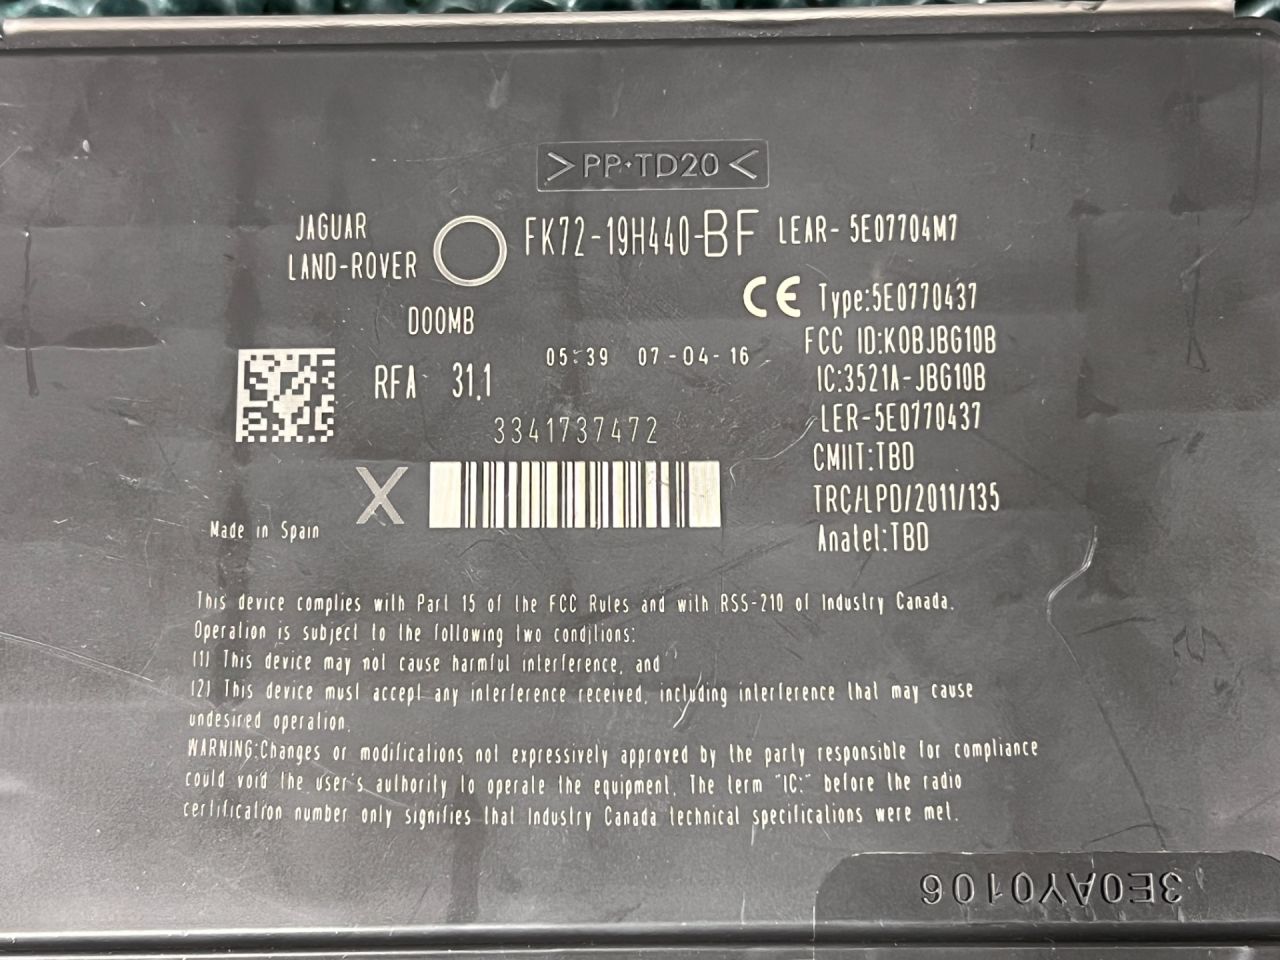 >PP-TD20<
JAGUAR
LAND-ROVER
FK72-19H440-BF
LEAR- 5E07704M7
D00MB
CE Type:5E0770437
FCC ID:KOBJBG10B
05:39 07-04-16
RFA 31.1
IC:3521A-JBG10B
LER-5E0770437
3341737472
CMIIT:TBD
X
TRC/LPD/2011/135
Made in Spain
Anatel:TBD
This device complies with Part 15 of the FCC Rules and with RSS-210 of Industry Canada.
Operation is subject to the following two conditions:
(1) This device may not cause harmful interference, and
(2) This device must accept any interference received, including interference that may cause
undesired operation.
WARNING:Changes or modifications not expressively approved by the party responsible for compliance
could void the user's authority to operate the equipment. The term "IC:" before the radio
certification number only signifies that Industry Canada technical specifications were met.
3E0AY0106